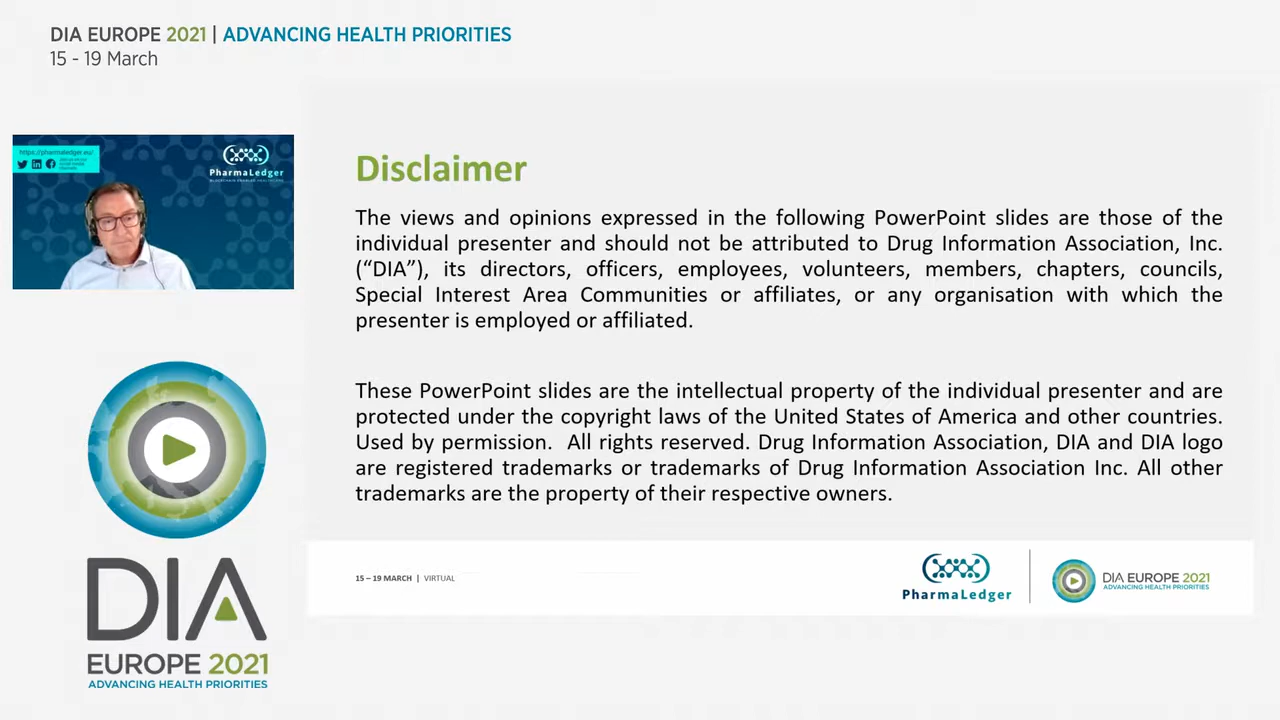 DIA EUROPE 2021 | ADVANCING HEALTH PRIORITIES
15 - 19 March
https://pharmaledger.eu/
PharmaLedger
Disclaimer
The views and opinions expressed in the following PowerPoint slides are those of the
individual presenter and should not be attributed to Drug Information Association, Inc.
(“DIA”), its directors, officers, employees, volunteers, members, chapters, councils,
Special Interest Area Communities or affiliates, or any organisation with which the
presenter is employed or affiliated.
These PowerPoint slides are the intellectual property of the individual presenter and are
protected under the copyright laws of the United States of America and other countries.
Used by permission.  All rights reserved. Drug Information Association, DIA and DIA logo
are registered trademarks or trademarks of Drug Information Association Inc. All other
trademarks are the property of their respective owners.
15 – 19 MARCH | VIRTUAL
PharmaLedger
DIA EUROPE 2021
ADVANCING HEALTH PRIORITIES
DIA
EUROPE 2021
ADVANCING HEALTH PRIORITIES